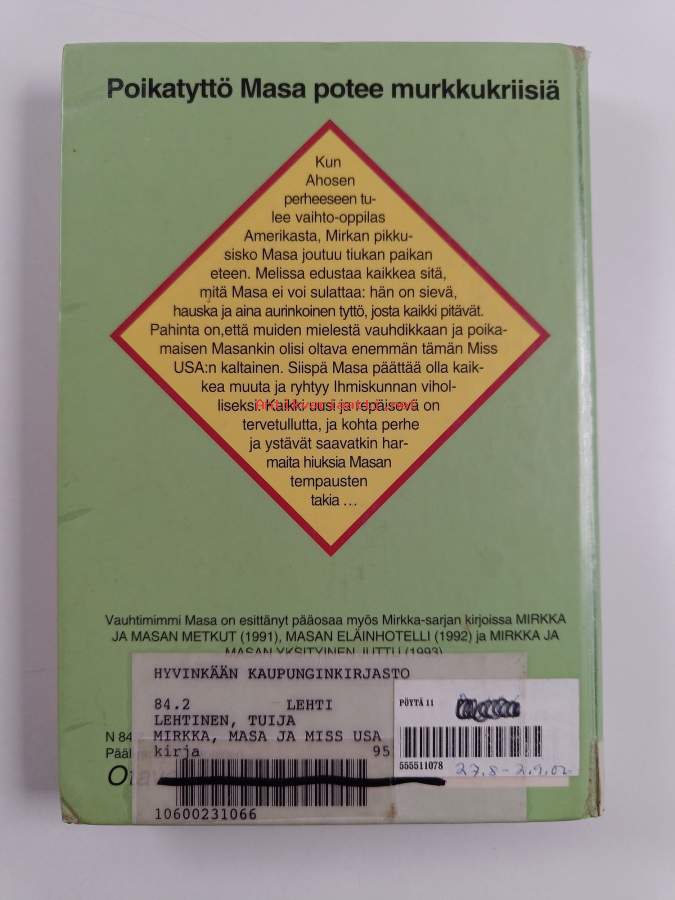 Poikatyttö Masa potee murkkukriisiä
Kun
Ahosen
perheeseen tu-
lee vaihto-oppilas
Amerikasta, Mirkan pikku-
sisko Masa joutuu tiukan paikan
eteen. Melissa edustaa kaikkea sitä,
mitä Masa ei voi sulattaa: hän on sievä,
hauska ja aina aurinkoinen tyttö, josta kaikki pitävät.
Pahinta on,että muiden mielestä vauhdikkaan ja poika-
maisen Masankin olisi oltava enemmän tämän Miss
USA:n kaltainen. Siispä Masa päättää olla kaik-
kea muuta ja ryhtyy Ihmiskunnan vihol-
liseksi. Kaikki uusi ja repäisevä on
tervetullutta, ja kohta perhe
ja ystävät saavatkin har-
maita hiuksia Masan
tempausten
takia ...
Vauhtimimmi Masa on esittänyt pääosaa myös Mirkka-sarjan kirjoissa MIRKKA
JA MASAN METKUT (1991), MASAN ELÄINHOTELLI (1992) ja MIRKKA JA
MASAN YKSITYINEN JUTTU (1993)
HYVINKÄÄN KAUPUNGINKIRJASTO
84.2 LEHTI
LEHTINEN, TUIJA
MIRKKA, MASA JA MISS USA
kirja 95
10600231066
N 84
Pääl
PÖYTÄ 11
555511078
27.8 - 2.9.02